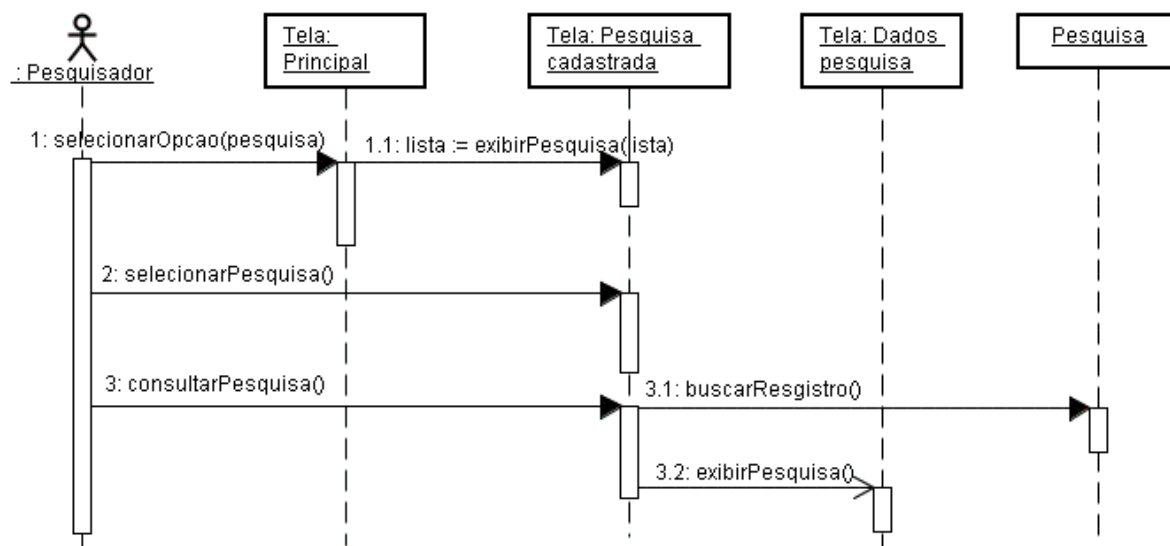 : Pesquisador
Tela:
Principal
Tela: Pesquisa
cadastrada
Tela: Dados
pesquisa
Pesquisa
1: selecionarOpcao(pesquisa)
1.1: lista := exibirPesquisa(lista)
2: selecionarPesquisa()
3: consultarPesquisa()
3.1: buscarResgistro()
3.2: exibirPesquisa()